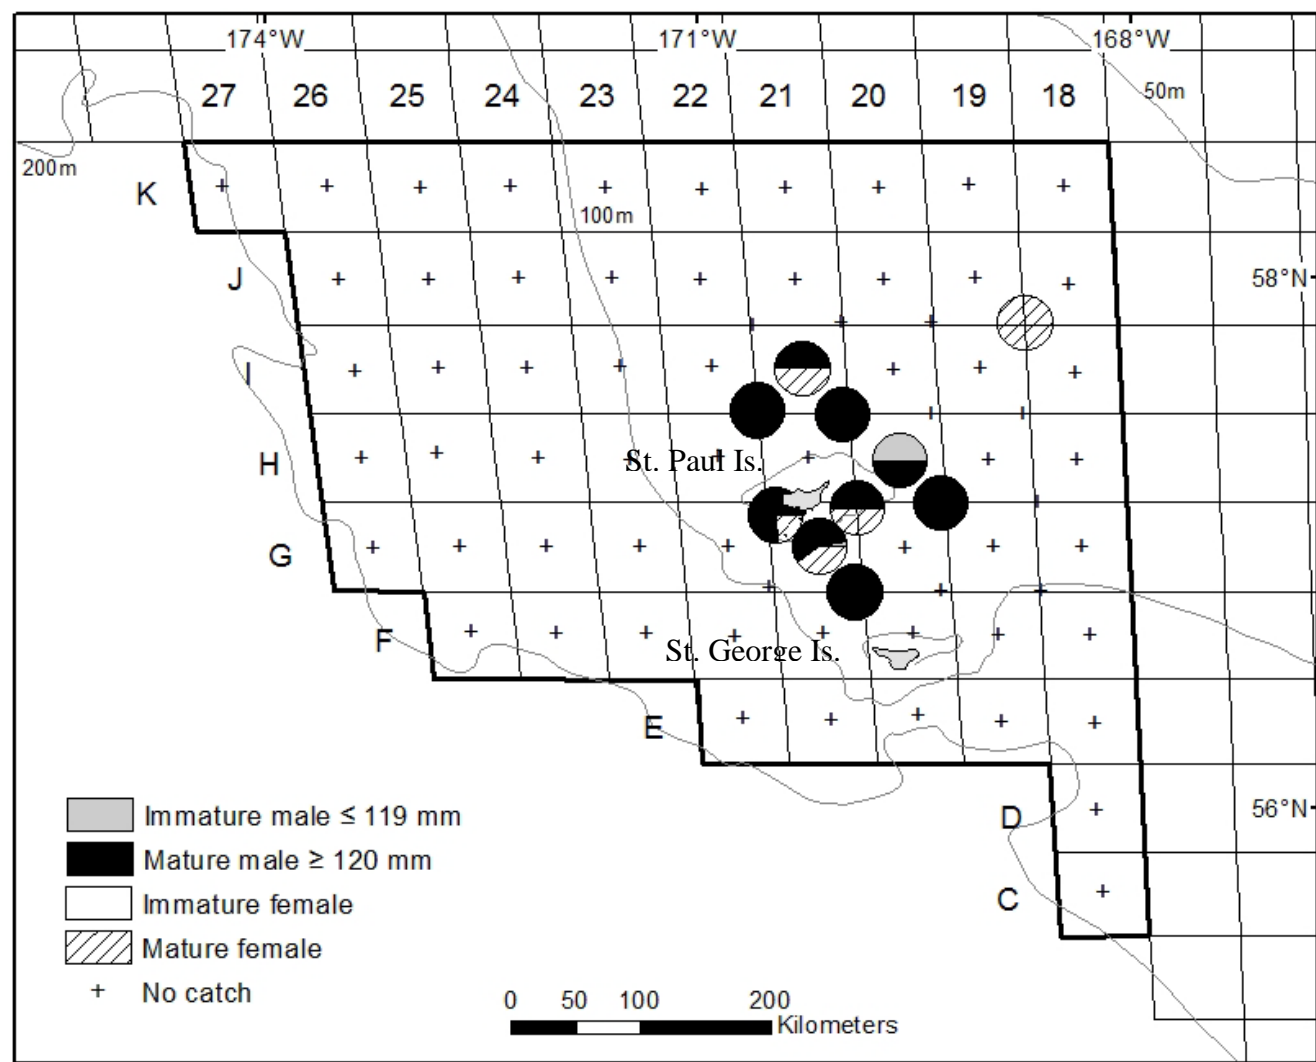 174°W 171°W 168°W
27 26 25 24 23 22 21 20 19 18
50m
200m
K
100m
J
58°N
I
H
St. Paul Is.
G
F
St. George Is.
E
D
56°N
C
Immature male ≤ 119 mm
Mature male ≥ 120 mm
Immature female
Mature female
+ No catch
0 50 100 200
Kilometers